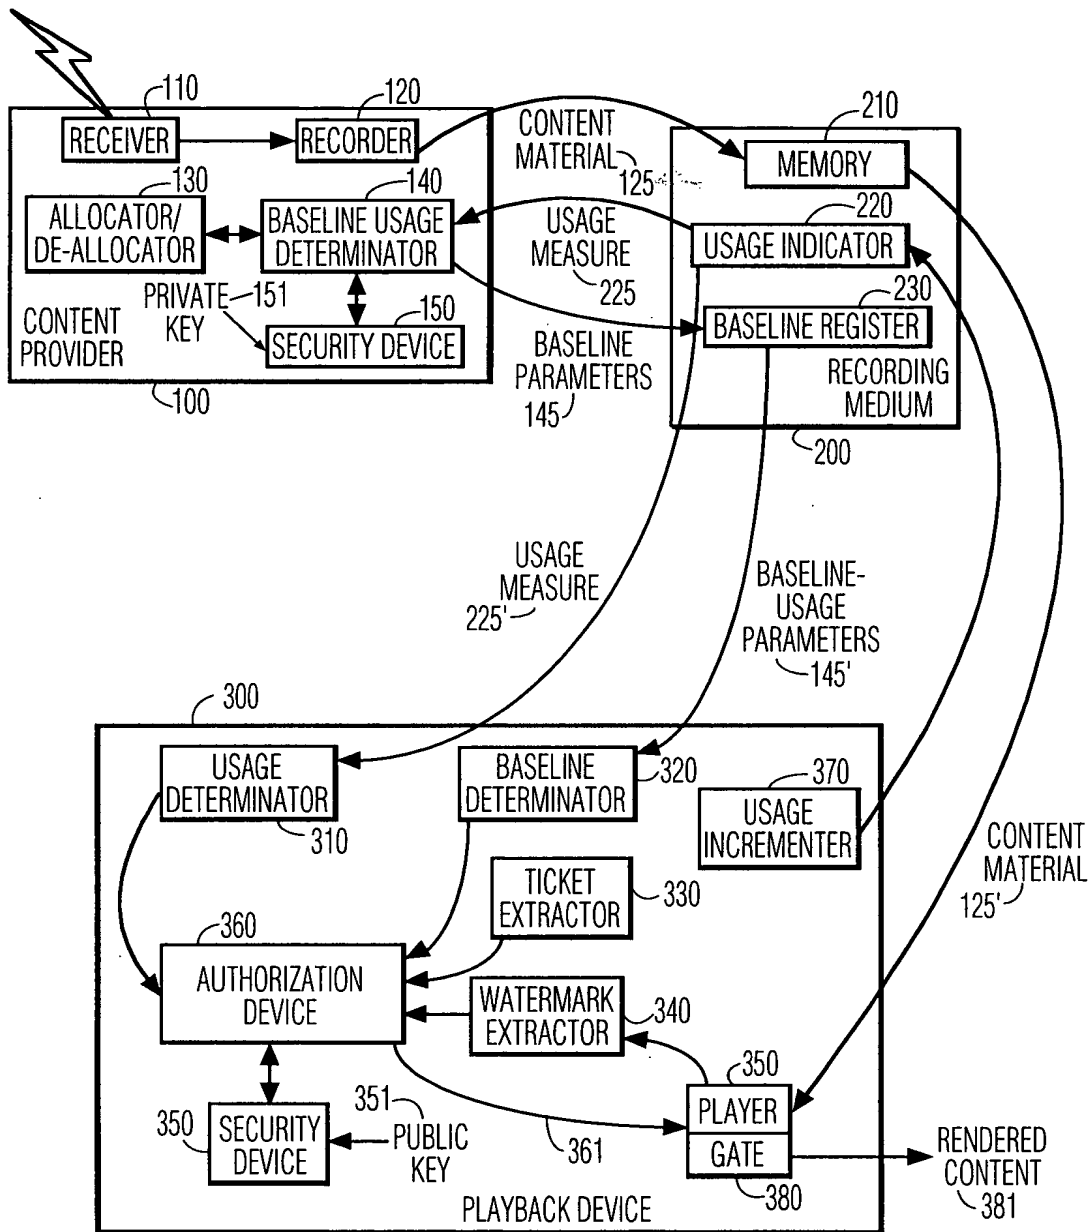 110
120
RECEIVER
RECORDER
CONTENT
MATERIAL
125
210
MEMORY
130
ALLOCATOR/
DE-ALLOCATOR
140
BASELINE USAGE
DETERMINATOR
USAGE
MEASURE
225
220
USAGE INDICATOR
PRIVATE
KEY
151
150
SECURITY DEVICE
CONTENT
PROVIDER
100
BASELINE
PARAMETERS
145
230
BASELINE REGISTER
RECORDING
MEDIUM
200
USAGE
MEASURE
225'
BASELINE-
USAGE
PARAMETERS
145'
300
USAGE
DETERMINATOR
310
BASELINE
DETERMINATOR
320
370
USAGE
INCREMENTER
CONTENT
MATERIAL
125'
TICKET
EXTRACTOR
330
360
AUTHORIZATION
DEVICE
WATERMARK
EXTRACTOR
340
350
PLAYER
GATE
380
350
SECURITY
DEVICE
351
PUBLIC
KEY
361
RENDERED
CONTENT
381
PLAYBACK DEVICE